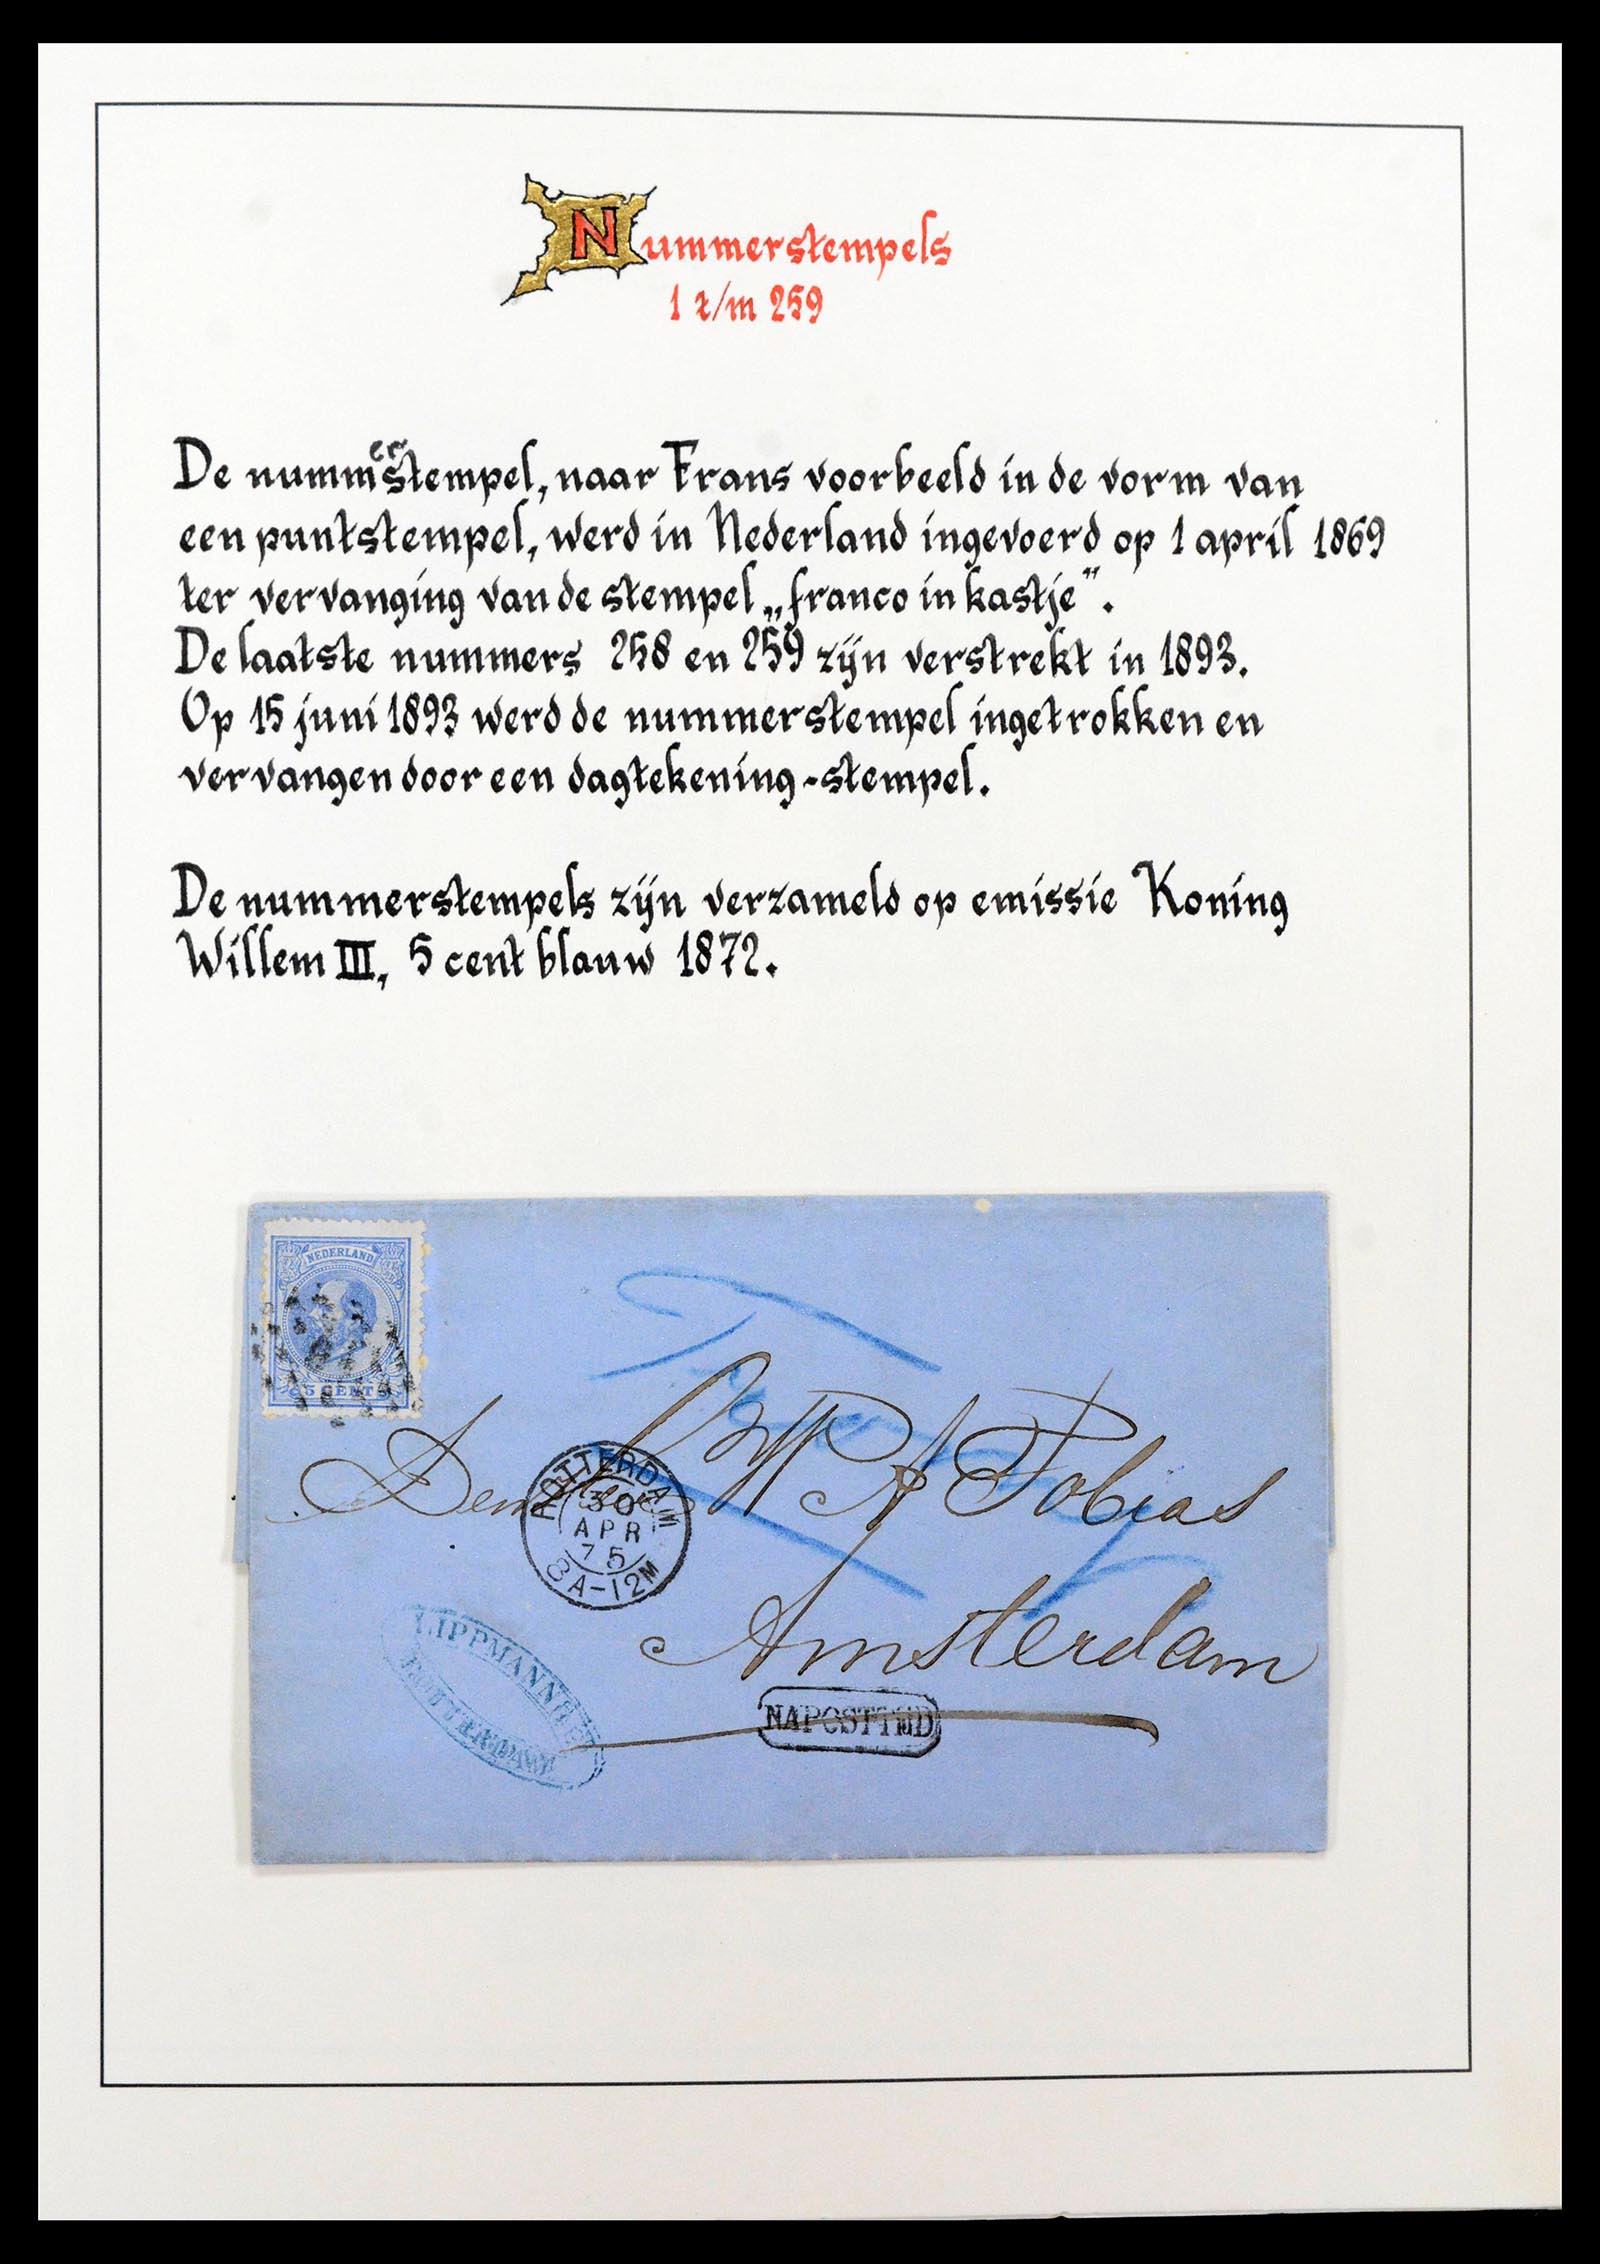 Nummerstempels
1 t/m 259
De nummerstempel, naar Frans voorbeeld in de vorm van
een puntstempel, werd in Nederland ingevoerd op 1 april 1869
ter vervanging van de stempel „franco in kastje”.
De laatste nummers 258 en 259 zijn verstrekt in 1893.
Op 15 juni 1893 werd de nummerstempel ingetrokken en
vervangen door een dagtekening-stempel.
De nummerstempels zijn verzameld op emissie Koning
Willem III, 5 cent blauw 1872.
NEDERLAND
5 CENT
Tobias
ROTTERDAM
30
APR
75
8A-12M
Amsterdam
LIPPMANN
ROTTERDAM
NAPOSTTIJD